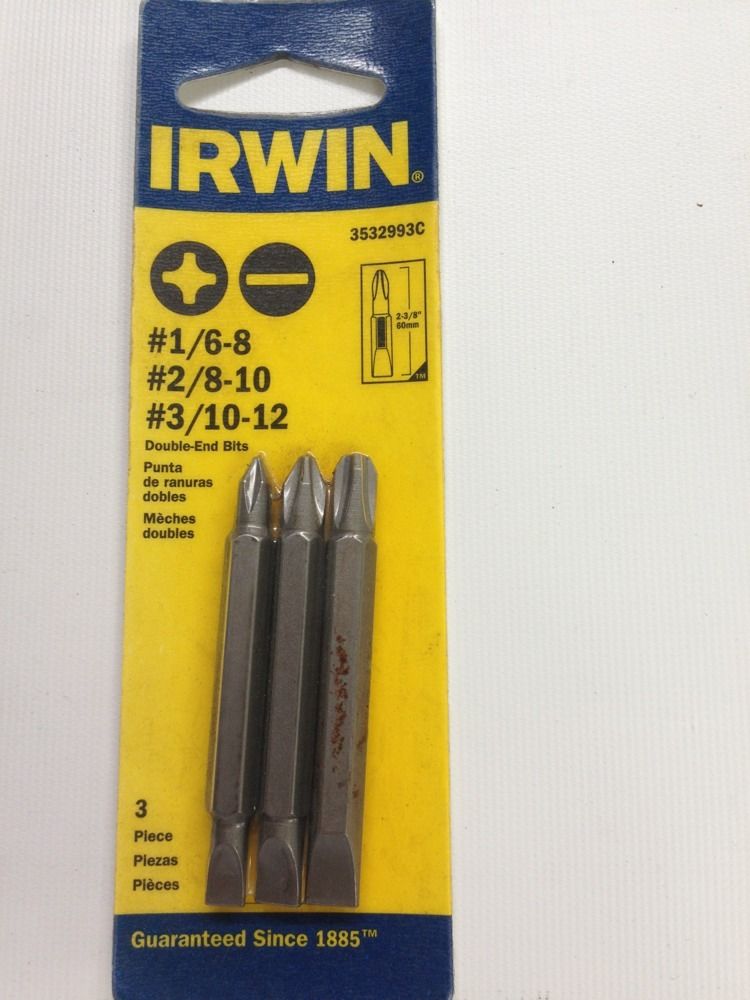 IRWIN®
3532993C
2-3/8"
60mm
TM
#1/6-8
#2/8-10
#3/10-12
Double-End Bits
Punta
de ranuras
dobles
Mèches
doubles
3
Piece
Piezas
Pièces
Guaranteed Since 1885™